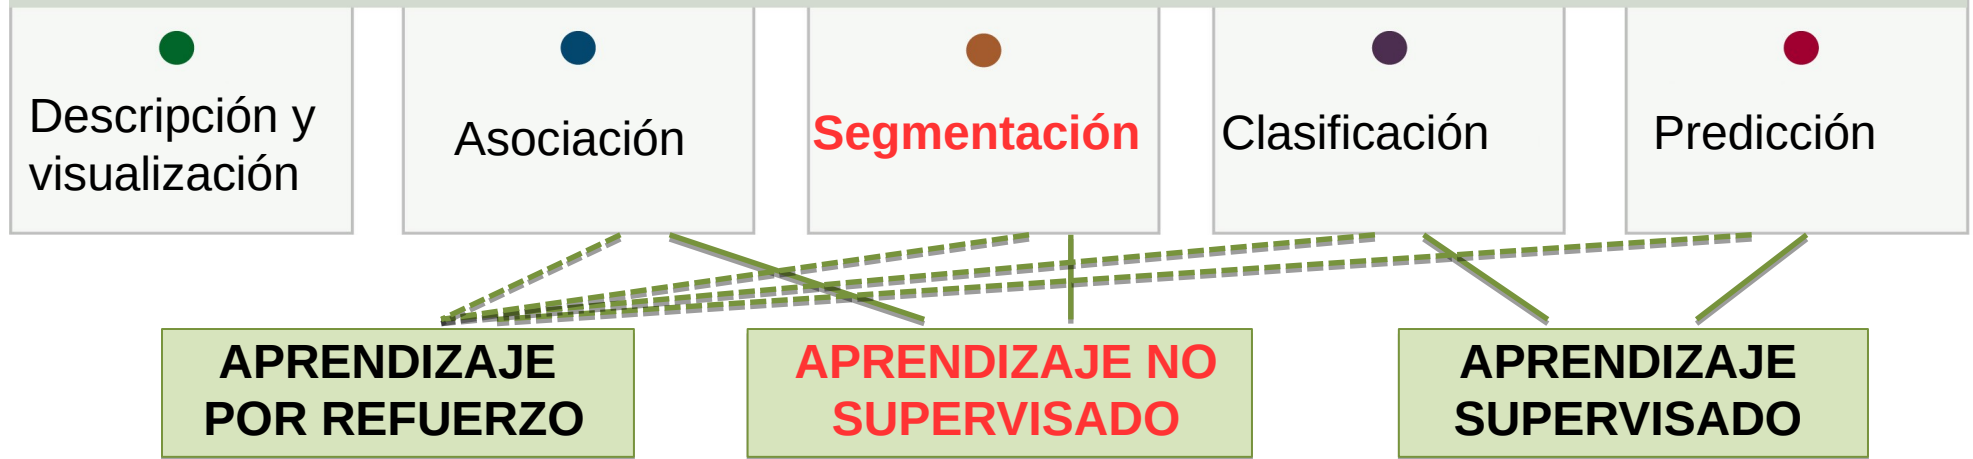 Descripción y
visualización
Asociación
Segmentación
Clasificación
Predicción
APRENDIZAJE
POR REFUERZO
APRENDIZAJE NO
SUPERVISADO
APRENDIZAJE
SUPERVISADO